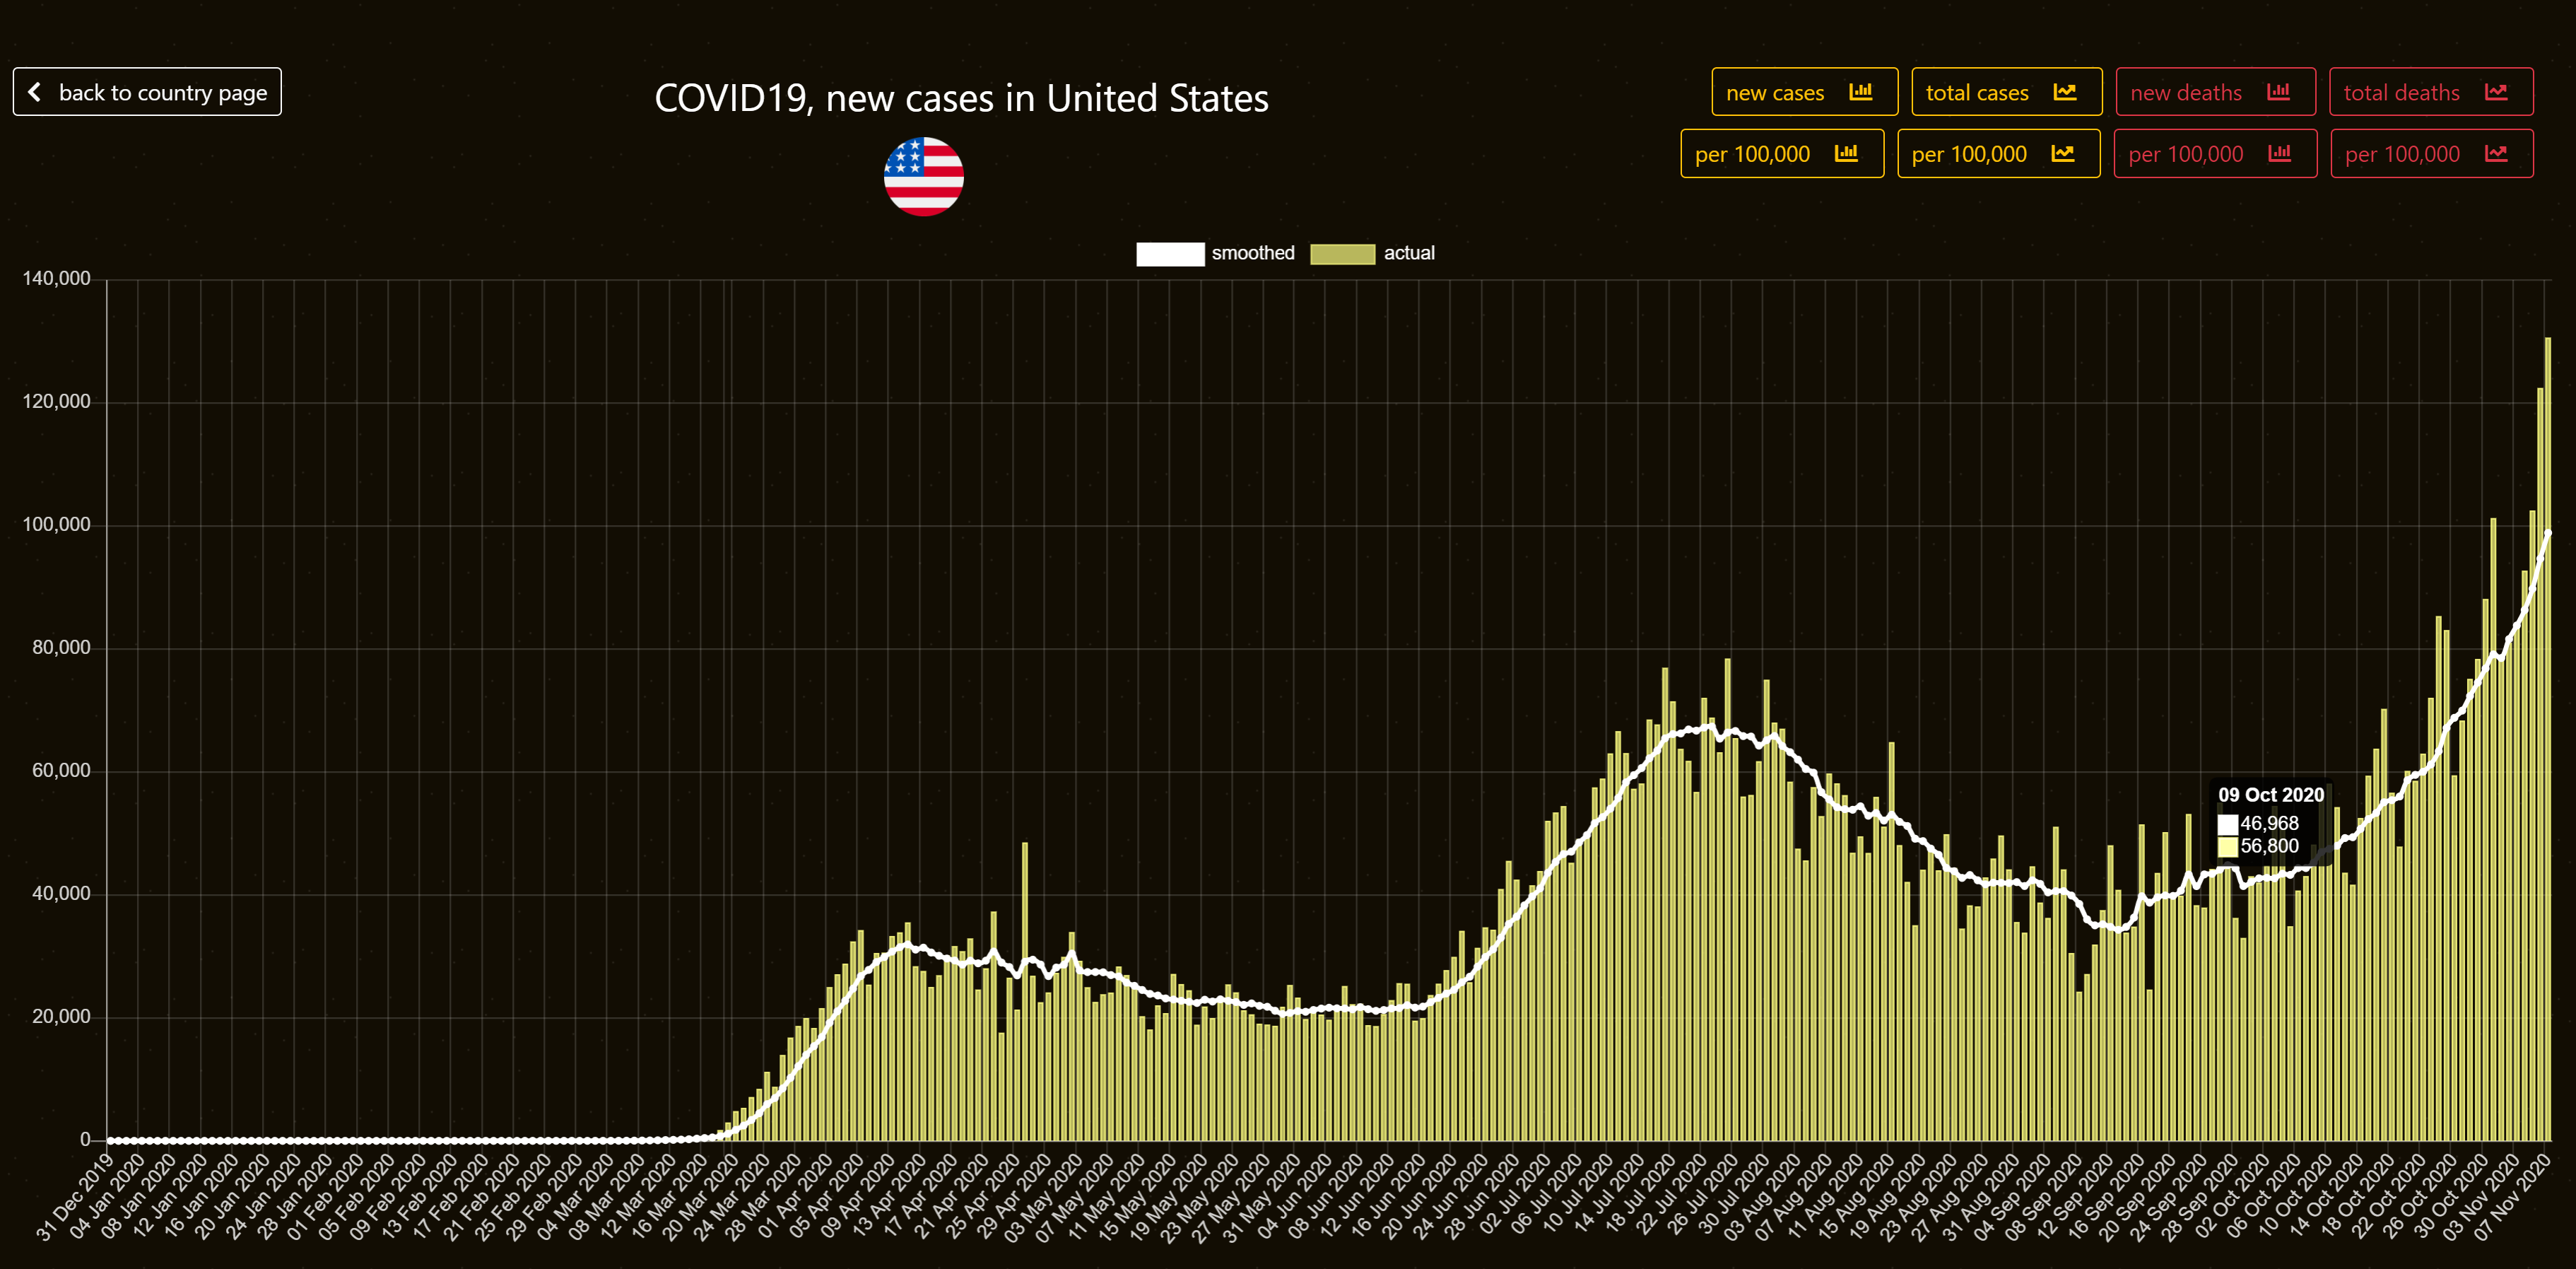 back to country page
COVID19, new cases in United States
new cases
total cases
new deaths
total deaths
per 100,000
per 100,000
per 100,000
per 100,000
smoothed
actual
140,000
120,000
100,000
80,000
60,000
40,000
20,000
0
09 Oct 2020
46,968
56,800
31 Dec 2019
04 Jan 2020
08 Jan 2020
12 Jan 2020
16 Jan 2020
20 Jan 2020
24 Jan 2020
28 Jan 2020
01 Feb 2020
05 Feb 2020
09 Feb 2020
13 Feb 2020
17 Feb 2020
21 Feb 2020
25 Feb 2020
29 Feb 2020
04 Mar 2020
08 Mar 2020
12 Mar 2020
16 Mar 2020
20 Mar 2020
24 Mar 2020
28 Mar 2020
01 Apr 2020
05 Apr 2020
09 Apr 2020
13 Apr 2020
17 Apr 2020
21 Apr 2020
25 Apr 2020
29 Apr 2020
03 May 2020
07 May 2020
11 May 2020
15 May 2020
19 May 2020
23 May 2020
27 May 2020
31 May 2020
04 Jun 2020
08 Jun 2020
12 Jun 2020
16 Jun 2020
20 Jun 2020
24 Jun 2020
28 Jun 2020
02 Jul 2020
06 Jul 2020
10 Jul 2020
14 Jul 2020
18 Jul 2020
22 Jul 2020
26 Jul 2020
30 Jul 2020
03 Aug 2020
07 Aug 2020
11 Aug 2020
15 Aug 2020
19 Aug 2020
23 Aug 2020
27 Aug 2020
31 Aug 2020
04 Sep 2020
08 Sep 2020
12 Sep 2020
16 Sep 2020
20 Sep 2020
24 Sep 2020
28 Sep 2020
02 Oct 2020
06 Oct 2020
10 Oct 2020
14 Oct 2020
18 Oct 2020
22 Oct 2020
26 Oct 2020
30 Oct 2020
03 Nov 2020
07 Nov 2020